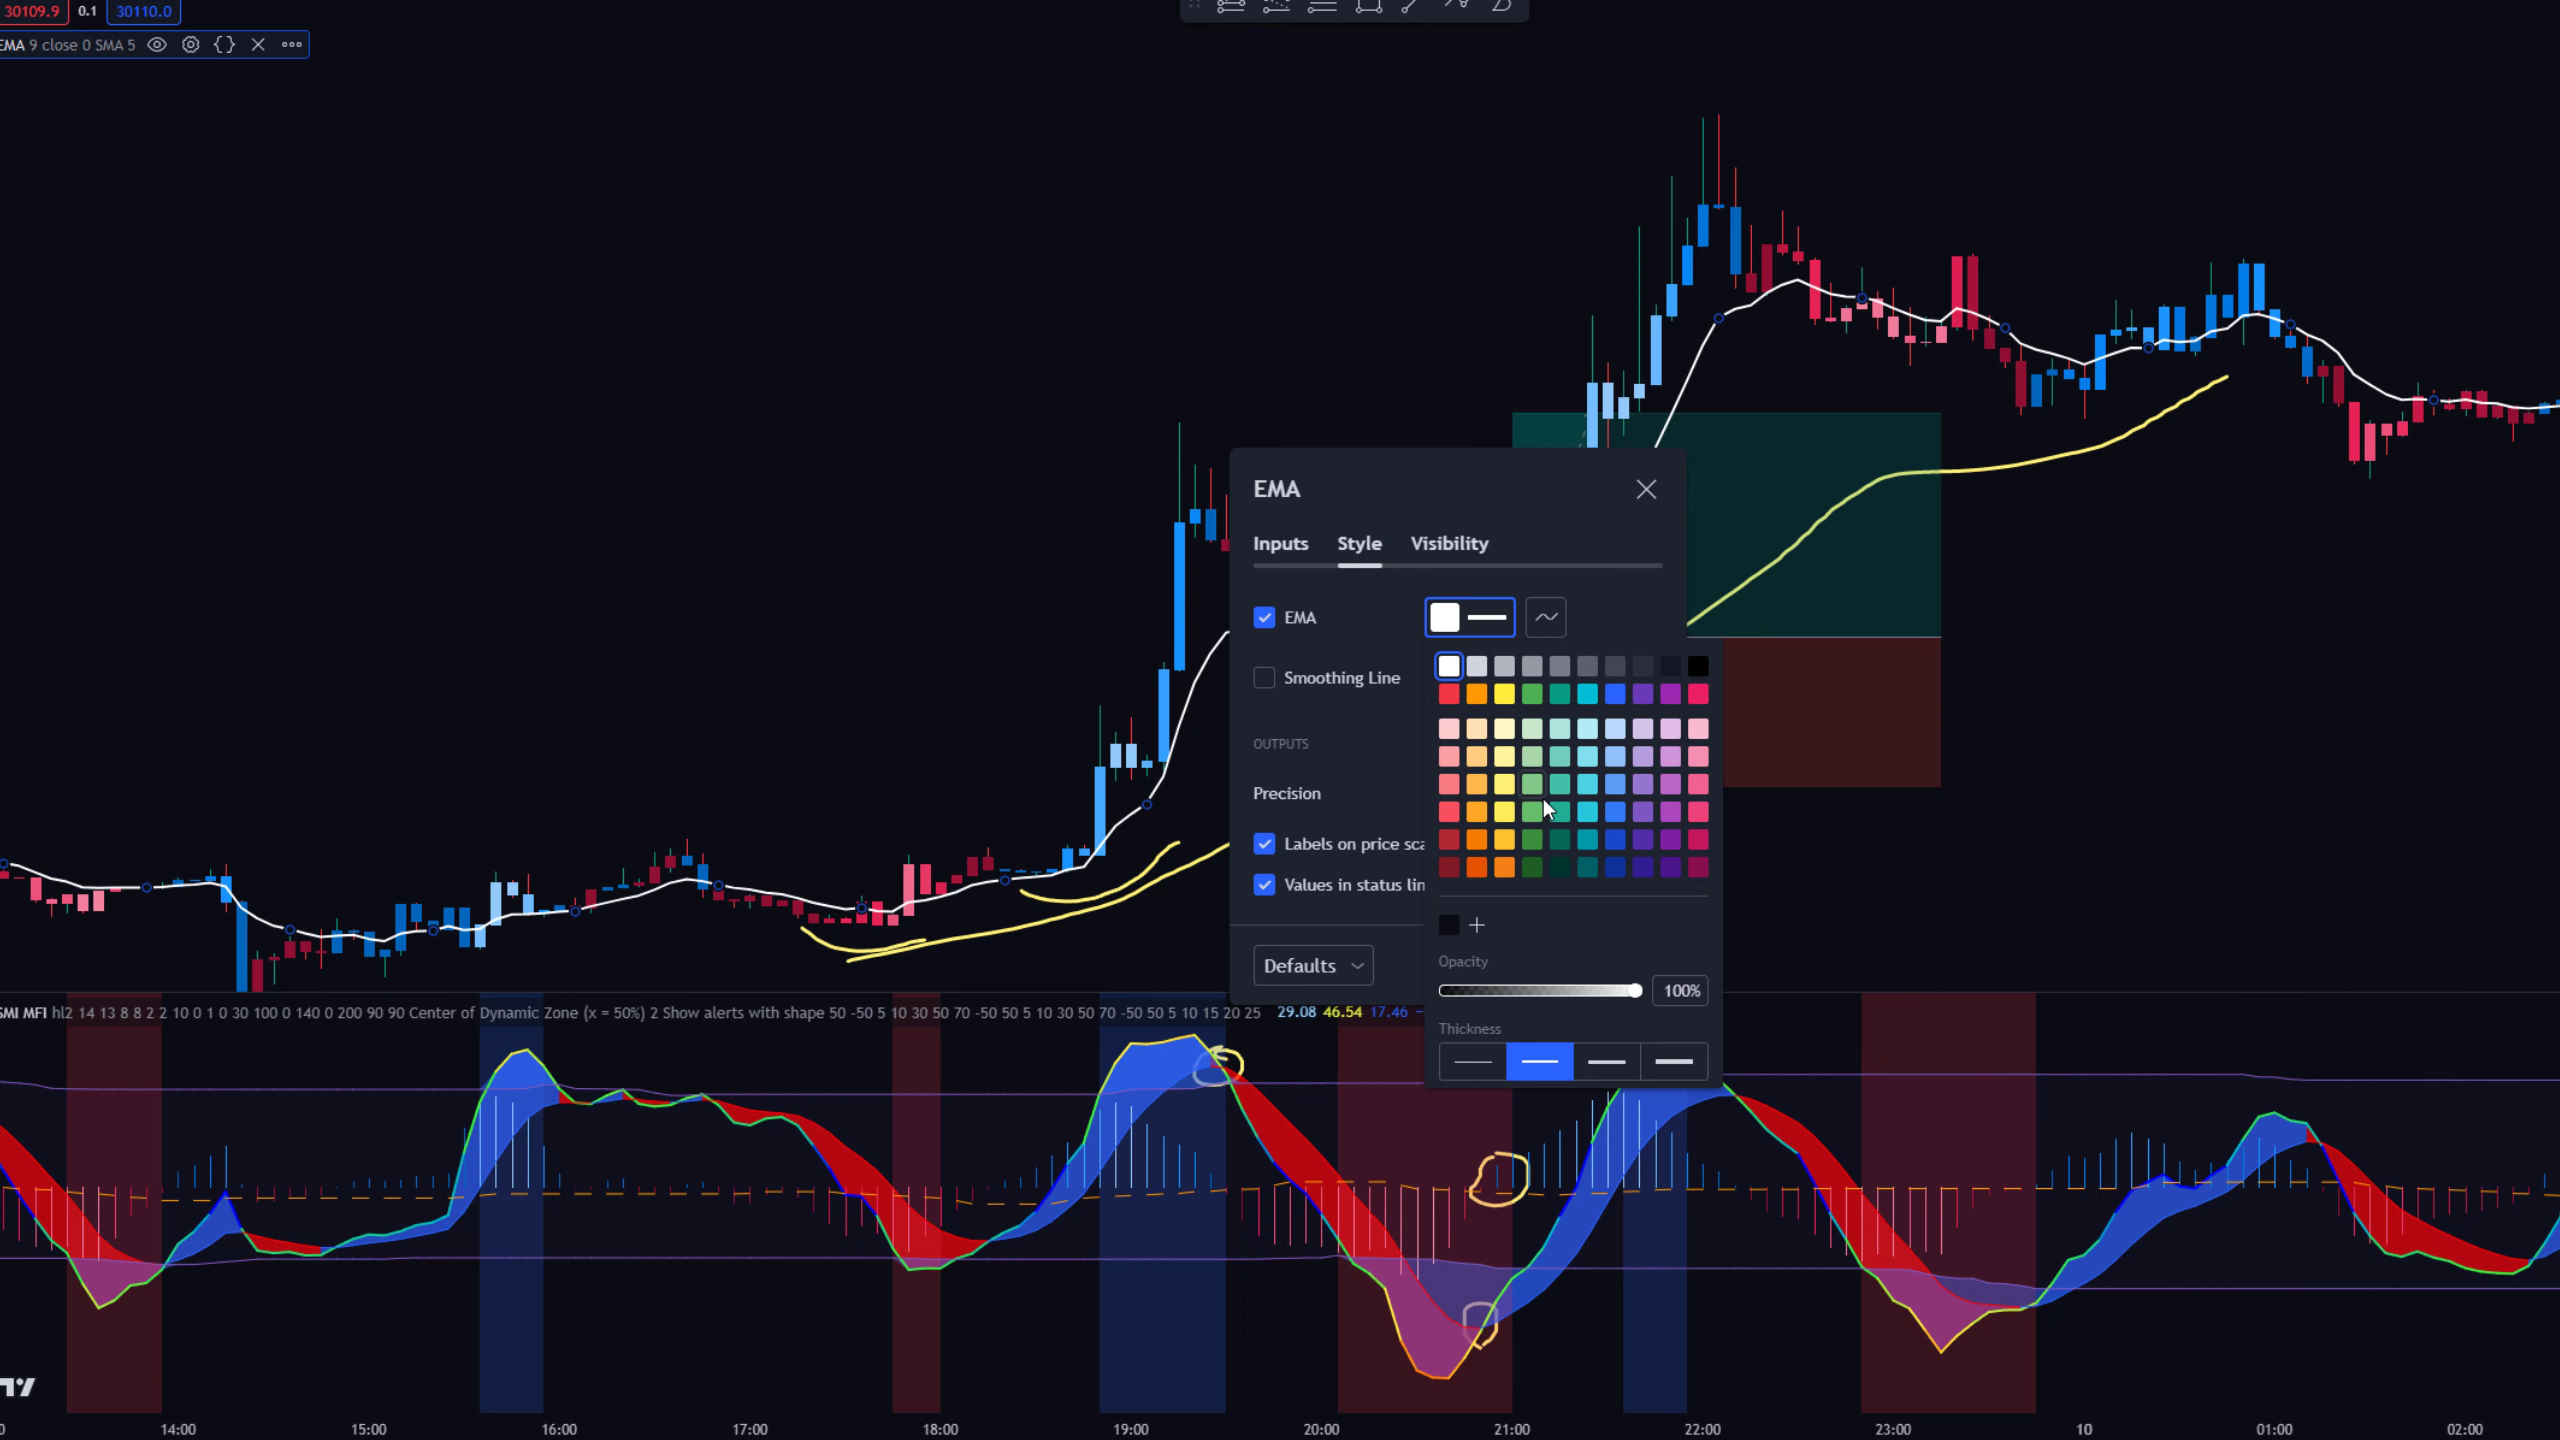 30109.9 0.1 30110.0
EMA 9 close 0 SMA 5
EMA
Inputs Style Visibility
EMA
Smoothing Line
OUTPUTS
Precision
Labels on price sca
Values in status lin
Defaults
Opacity
100%
Thickness
SMI MFI hl2 14 13 8 8 2 2 10 0 1 0 30 100 0 140 0 200 90 90 Center of Dynamic Zone (x = 50%) 2 Show alerts with shape 50 -50 5 10 30 50 70 -50 50 5 10 30 50 70 -50 50 5 10 15 20 25 29.08 46.54 17.46
14:00 15:00 16:00 17:00 18:00 19:00 20:00 21:00 22:00 23:00 10 01:00 02:00